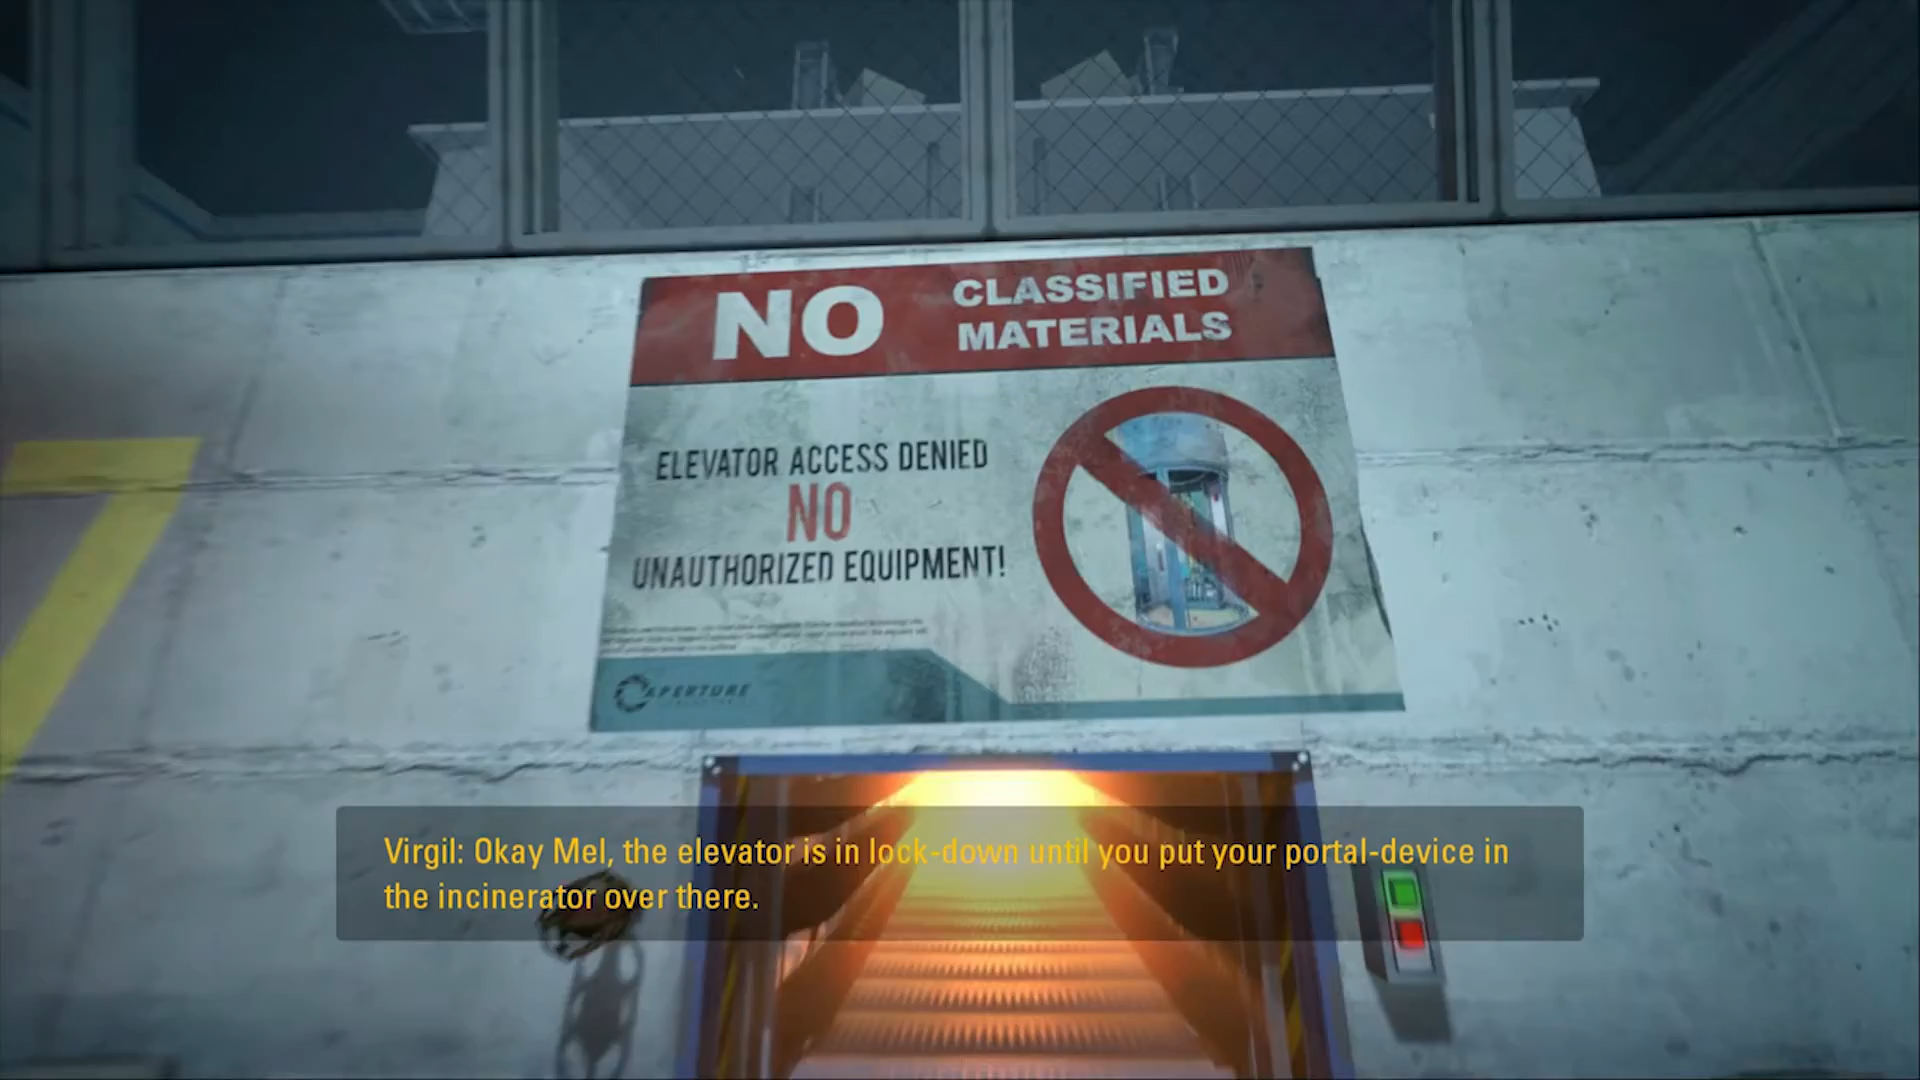 NO
CLASSIFIED
MATERIALS
ELEVATOR ACCESS DENIED
NO
UNAUTHORIZED EQUIPMENT!
APERTURE
7
Virgil: Okay Mel, the elevator is in lock-down until you put your portal-device in
the incinerator over there.